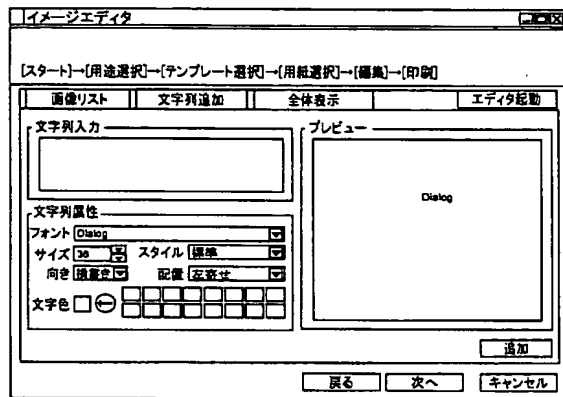 イメージエディタ
[スタート]→[用途選択]→[テンプレート選択]→[用紙選択]→[編集]→[印刷]
画像リスト 文字列追加 全体表示 エディタ起動
文字列入力
プレビュー
Dialog
文字列属性
フォント Dialog
サイズ 36 スタイル 標準
向き 横書き 配置 左寄せ
文字色
追加
戻る 次へ キャンセル